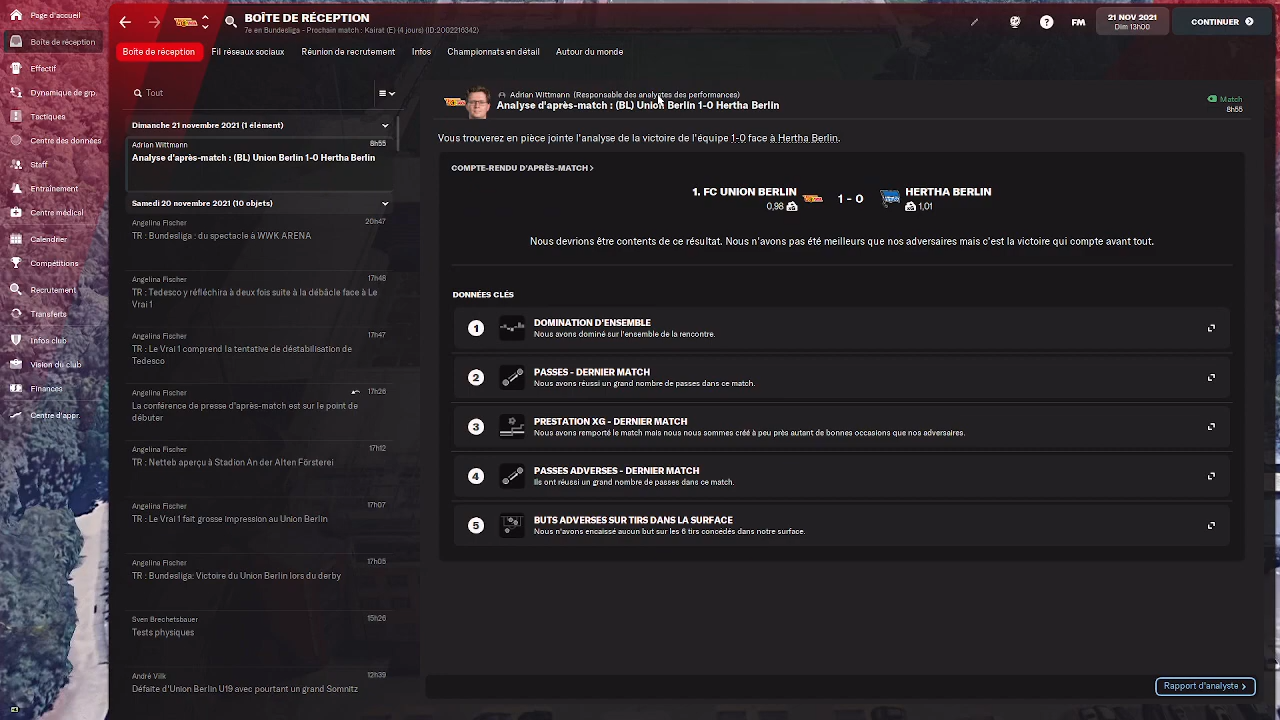 Page d'accueil
Boîte de réception
Effectif
Dynamique de grp.
Tactiques
Centre des données
Staff
Entraînement
Centre médical
Calendrier
Compétitions
Recrutement
Transferts
Infos club
Vision du club
Finances
Centre d'appr.
BOÎTE DE RÉCEPTION
7e en Bundesliga - Prochain match : Kairat (E) (4 jours) (ID:2002216342)
FM
21 NOV 2021
Dim 13h00
CONTINUER
Boîte de réception
Fil réseaux sociaux
Réunion de recrutement
Infos
Championnats en détail
Autour du monde
Tout
Dimanche 21 novembre 2021 (1 élément)
Adrian Wittmann
8h55
Analyse d'après-match : (BL) Union Berlin 1-0 Hertha Berlin
Samedi 20 novembre 2021 (10 objets)
Angelina Fischer
20h47
TR : Bundesliga : du spectacle à WWK ARENA
Angelina Fischer
17h48
TR : Tedesco y réfléchira à deux fois suite à la débâcle face à Le
Vrai 1
Angelina Fischer
17h47
TR : Le Vrai 1 comprend la tentative de déstabilisation de
Tedesco
Angelina Fischer
17h26
La conférence de presse d'après-match est sur le point de
débuter
Angelina Fischer
17h12
TR : Netteb aperçu à Stadion An der Alten Försterei
Angelina Fischer
17h07
TR : Le Vrai 1 fait grosse impression au Union Berlin
Angelina Fischer
17h05
TR : Bundesliga: Victoire du Union Berlin lors du derby
Sven Brechetsbauer
15h26
Tests physiques
André Vilk
12h39
Défaite d'Union Berlin U19 avec pourtant un grand Somnitz
Adrian Wittmann (Responsable des analystes des performances)
Analyse d'après-match : (BL) Union Berlin 1-0 Hertha Berlin
Match
8h55
Vous trouverez en pièce jointe l'analyse de la victoire de l'équipe 1-0 face à Hertha Berlin.
COMPTE-RENDU D'APRÈS-MATCH >
1. FC UNION BERLIN
0,98
1 - 0
HERTHA BERLIN
1,01
Nous devrions être contents de ce résultat. Nous n'avons pas été meilleurs que nos adversaires mais c'est la victoire qui compte avant tout.
DONNÉES CLÉS
1
DOMINATION D'ENSEMBLE
Nous avons dominé sur l'ensemble de la rencontre.
2
PASSES - DERNIER MATCH
Nous avons réussi un grand nombre de passes dans ce match.
3
PRESTATION XG - DERNIER MATCH
Nous avons remporté le match mais nous nous sommes créé à peu près autant de bonnes occasions que nos adversaires.
4
PASSES ADVERSES - DERNIER MATCH
Ils ont réussi un grand nombre de passes dans ce match.
5
BUTS ADVERSES SUR TIRS DANS LA SURFACE
Nous n'avons encaissé aucun but sur les 6 tirs concédés dans notre surface.
Rapport d'analyste >